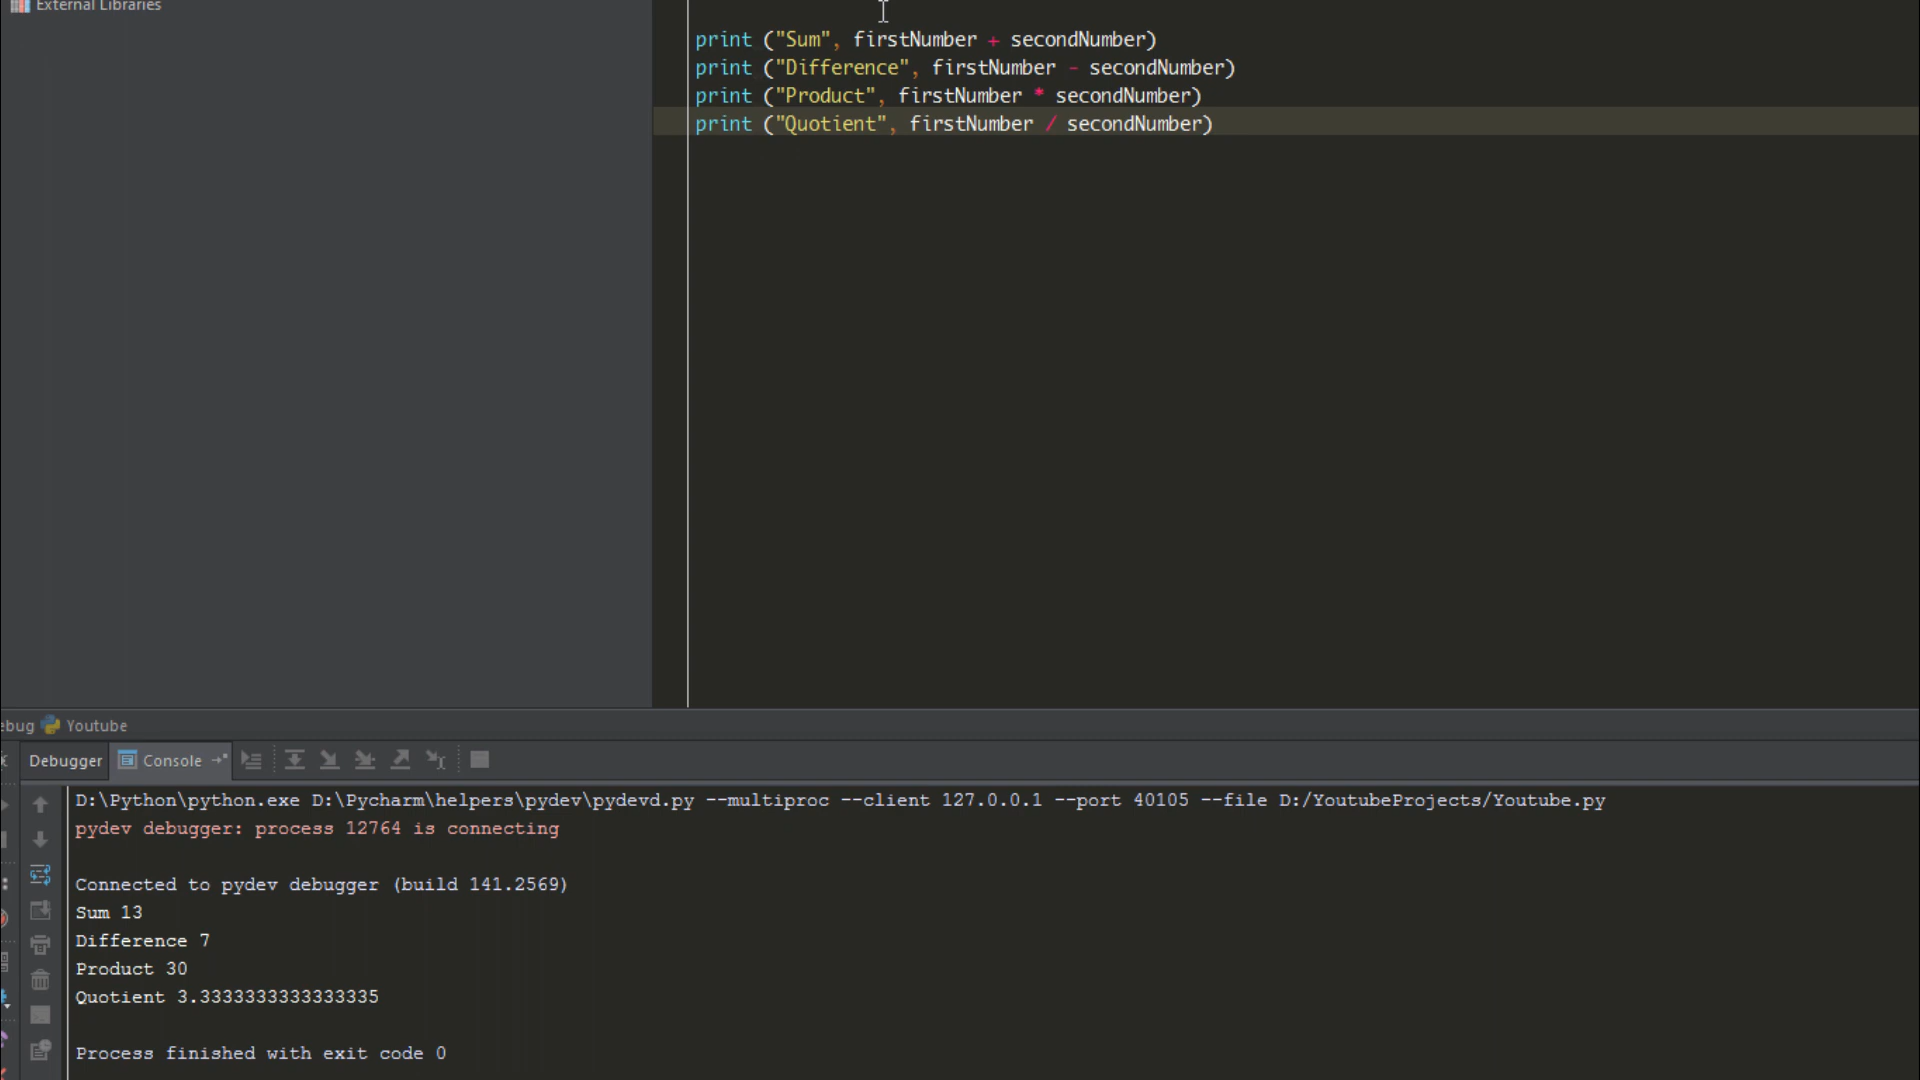 External Libraries
print ("Sum", firstNumber + secondNumber)
print ("Difference", firstNumber - secondNumber)
print ("Product", firstNumber * secondNumber)
print ("Quotient", firstNumber / secondNumber)
ebug Youtube
Debugger Console
D:\Python\python.exe D:\Pycharm\helpers\pydev\pydevd.py --multiproc --client 127.0.0.1 --port 40105 --file D:/YoutubeProjects/Youtube.py
pydev debugger: process 12764 is connecting
Connected to pydev debugger (build 141.2569)
Sum 13
Difference 7
Product 30
Quotient 3.3333333333333335
Process finished with exit code 0